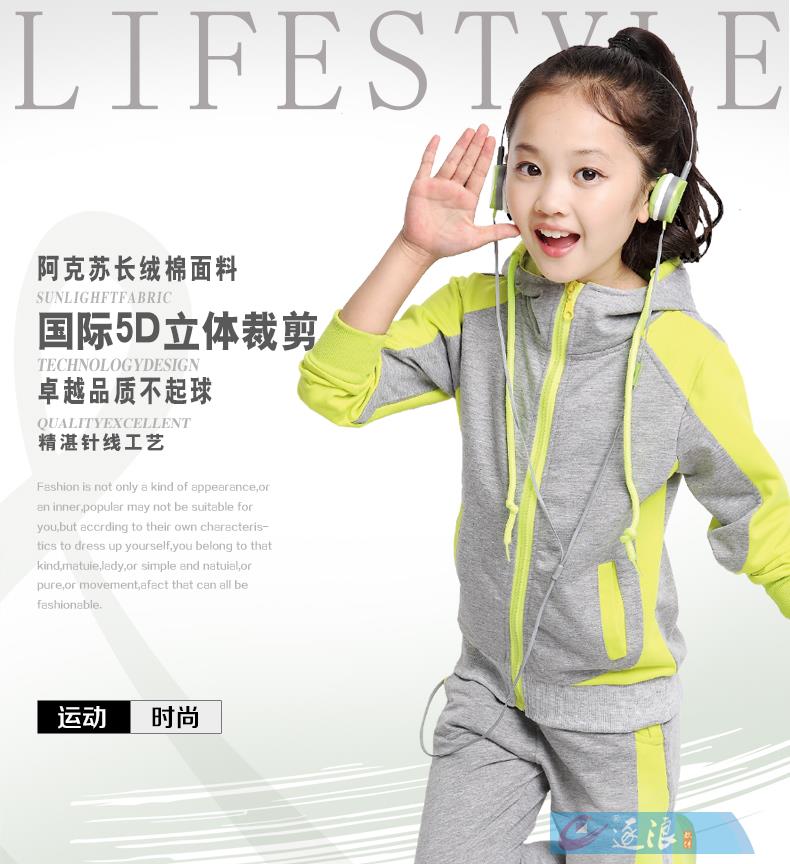 LIFESTYLE
阿克苏长绒棉面料
SUNLIGHFTFABRIC
国际5D立体裁剪
TECHNOLOGYDESIGN
卓越品质不起球
QUALITYEXCELLENT
精湛针线工艺
Fashion is not only a kind of appearance,or
an inner,popular may not be suitable for
you,but accrding to their own characteris-
tics to dress up yourself,you belong to that
kind,matuie,lady,or simple and natuial,or
pure,or movement,afact that can all be
fashionable.
运动 时尚
逐浪